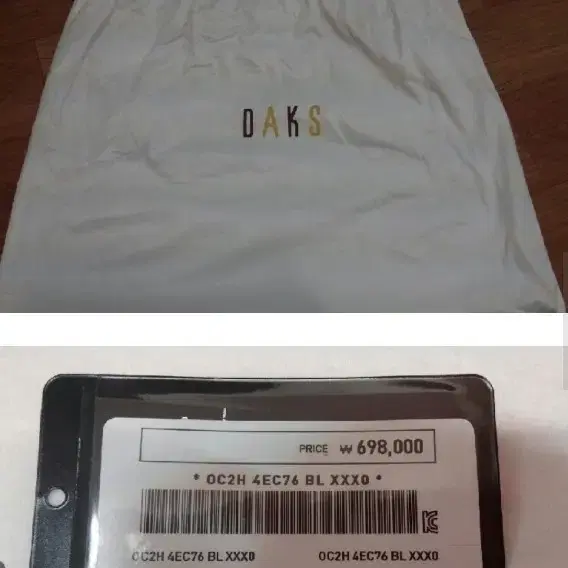 DAKS
PRICE ₩ 698,000
* OC2H 4EC76 BL XXX0 *
OC2H 4EC76 BL XXX0 OC2H 4EC76 BL XXX0